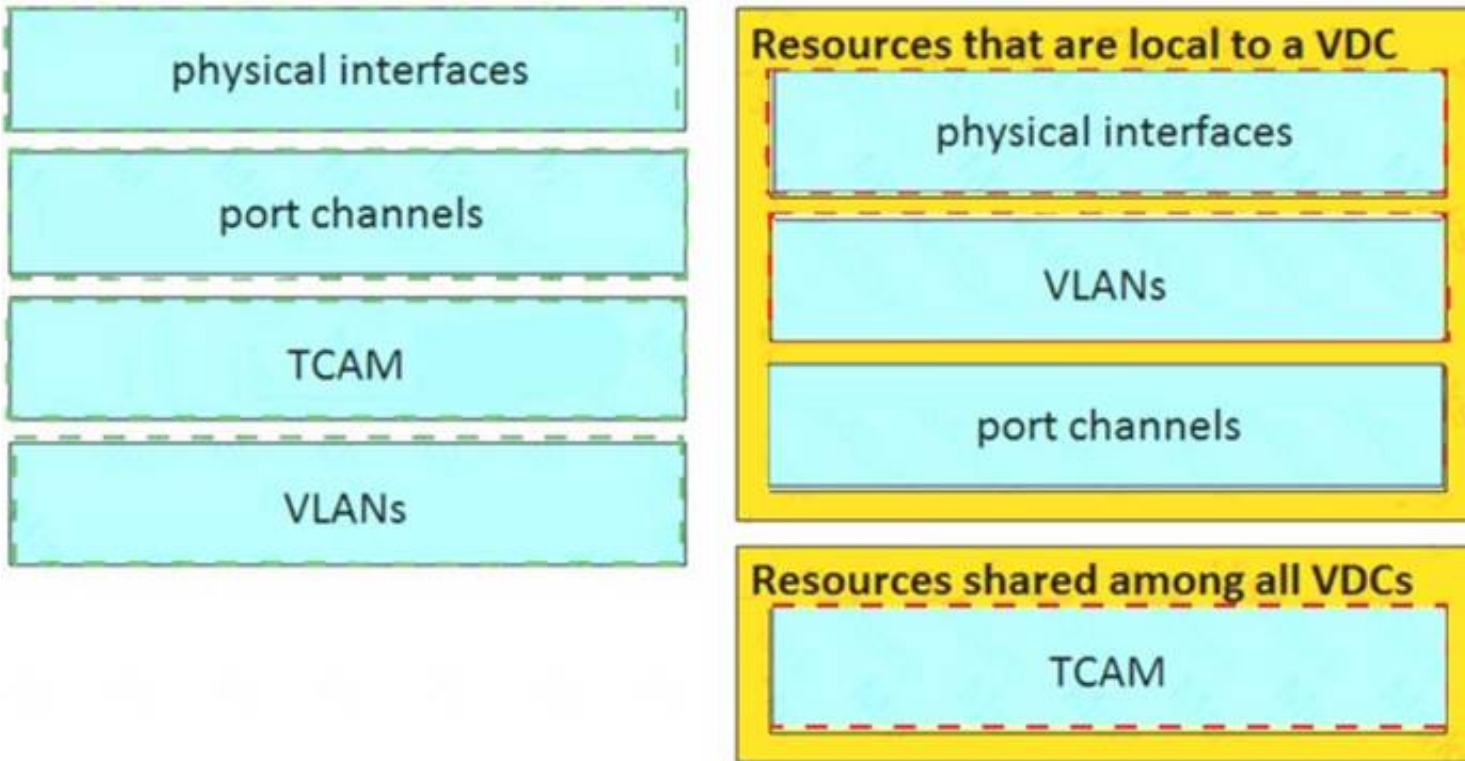 physical interfaces
port channels
TCAM
VLANs
Resources that are local to a VDC
physical interfaces
VLANs
port channels
Resources shared among all VDCs
TCAM